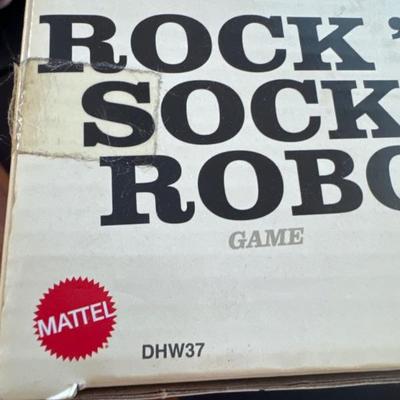 ROCK '
SOCK
ROBO
GAME
MATTEL
DHW37